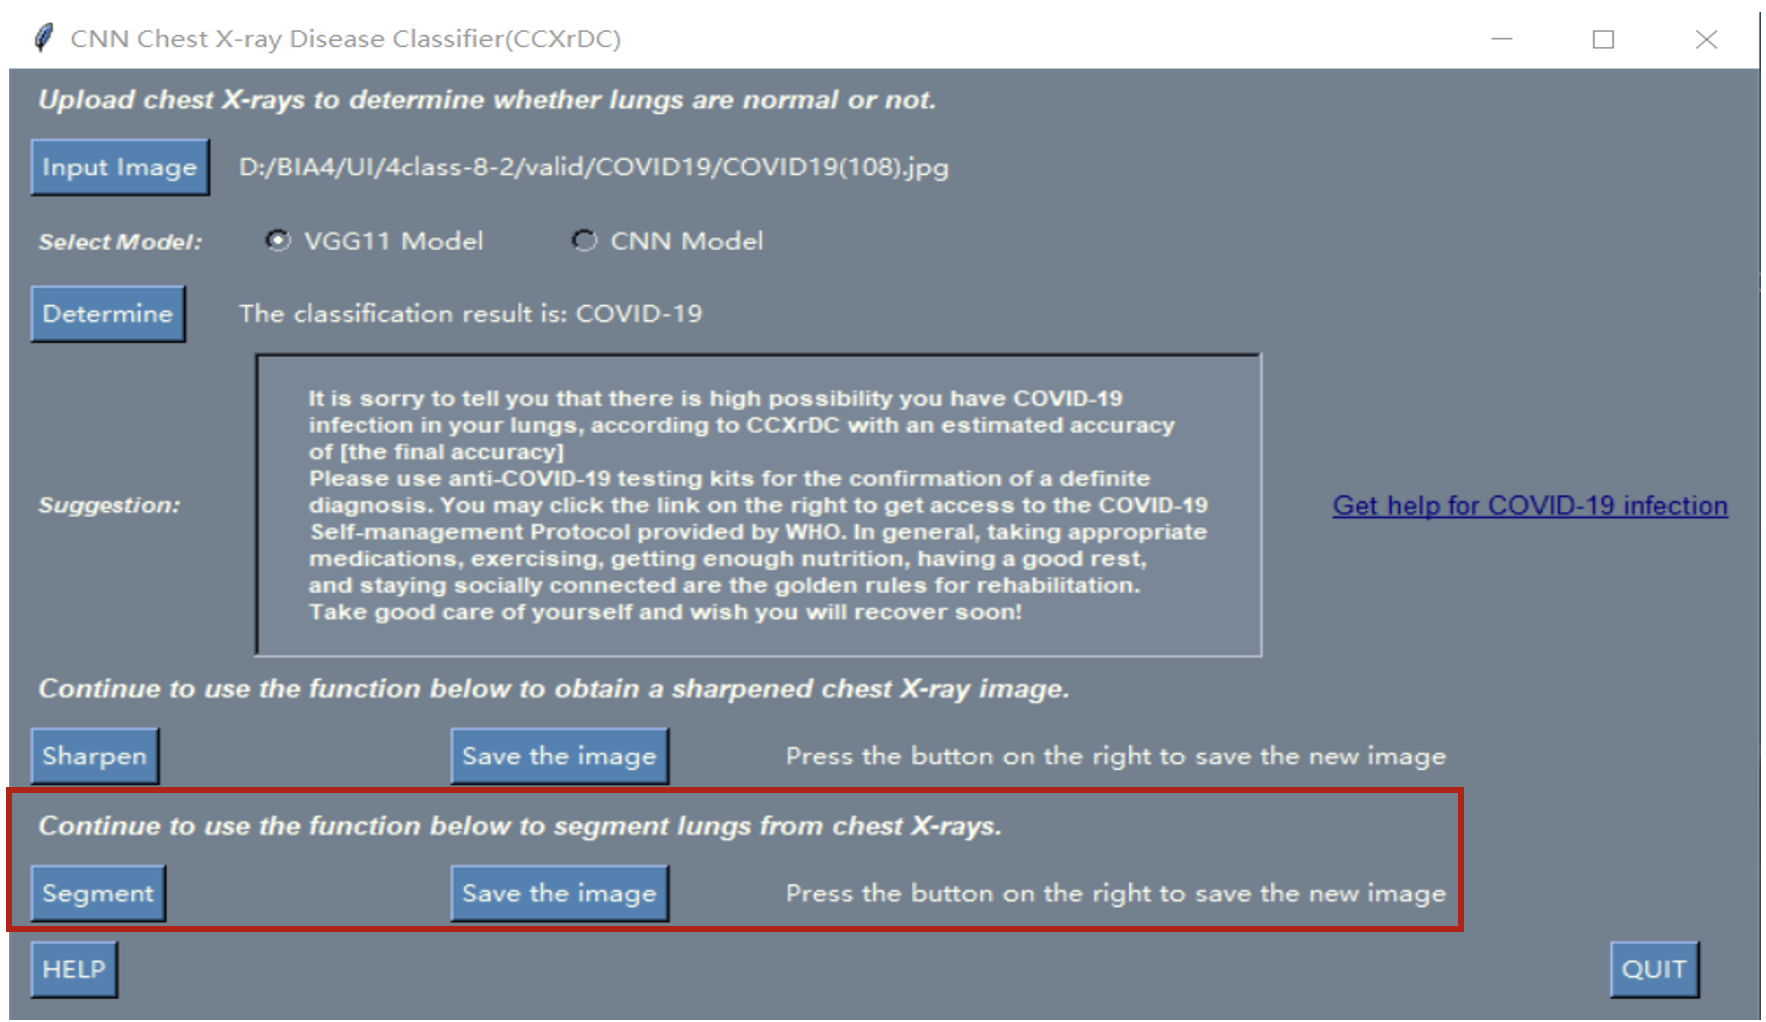 CNN Chest X-ray Disease Classifier(CCXrDC)
Upload chest X-rays to determine whether lungs are normal or not.
Input Image D:/BIA4/UI/4class-8-2/valid/COVID19/COVID19(108).jpg
Select Model: VGG11 Model CNN Model
Determine The classification result is: COVID-19
It is sorry to tell you that there is high possibility you have COVID-19
infection in your lungs, according to CCXrDC with an estimated accuracy
of [the final accuracy]
Please use anti-COVID-19 testing kits for the confirmation of a definite
diagnosis. You may click the link on the right to get access to the COVID-19
Suggestion: Get help for COVID-19 infection
Self-management Protocol provided by WHO. In general, taking appropriate
medications, exercising, getting enough nutrition, having a good rest,
and staying socially connected are the golden rules for rehabilitation.
Take good care of yourself and wish you will recover soon!
Continue to use the function below to obtain a sharpened chest X-ray image.
Sharpen Save the image Press the button on the right to save the new image
Continue to use the function below to segment lungs from chest X-rays.
Segment Save the image Press the button on the right to save the new image
HELP QUIT